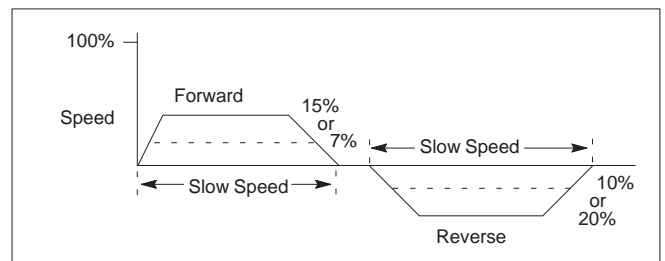 100%
Forward
15%
or
7%
Speed
Slow Speed
Slow Speed
10%
or
20%
Reverse